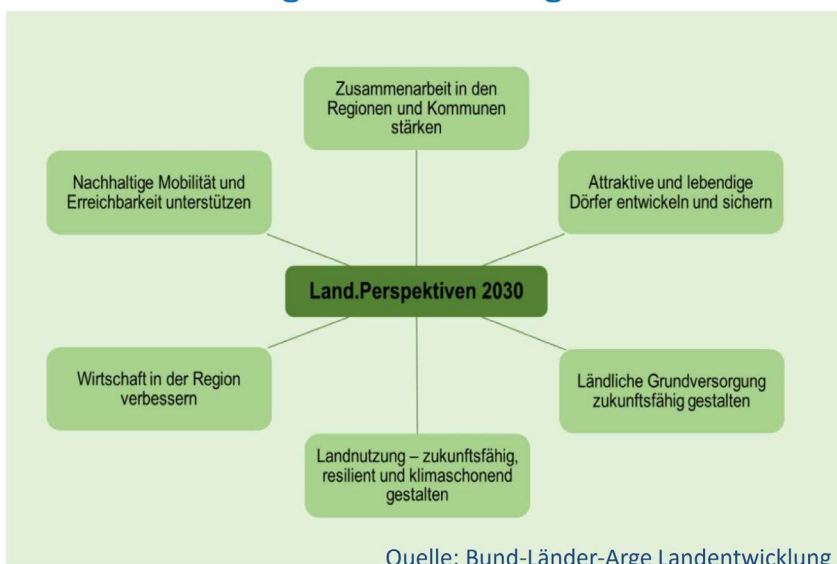 Zusammenarbeit in den
Regionen und Kommunen
stärken
Nachhaltige Mobilität und
Erreichbarkeit unterstützen
Attraktive und lebendige
Dörfer entwickeln und sichern
Land.Perspektiven 2030
Wirtschaft in der Region
verbessern
Ländliche Grundversorgung
zukunftsfähig gestalten
Landnutzung – zukunftsfähig,
resilient und klimaschonend
gestalten
Quelle: Bund-Länder-Arge Landentwicklung